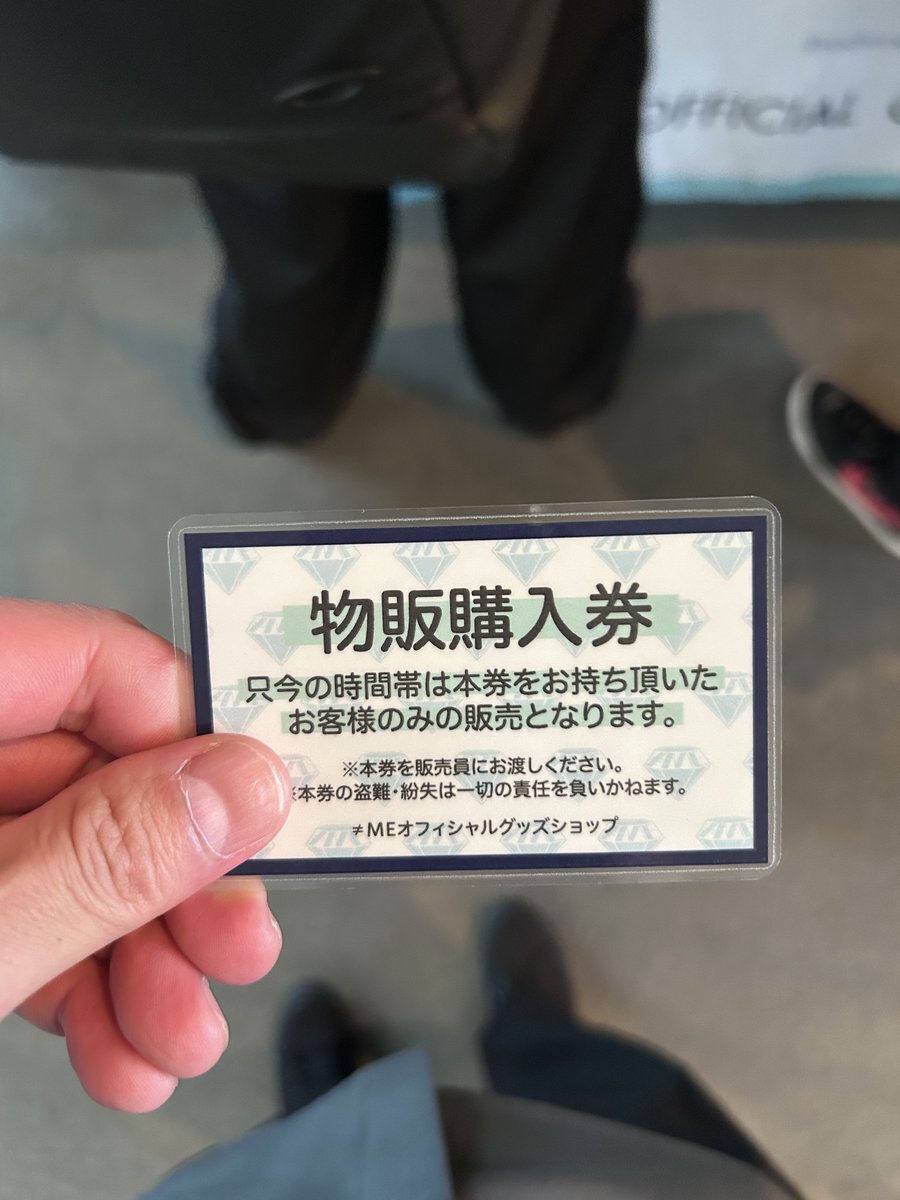 OFFICIAL
物販購入券
只今の時間帯は本券をお持ち頂いた
お客様のみの販売となります。
※本券を販売員にお渡しください。
※本券の盗難・紛失は一切の責任を負いかねます。
≠MEオフィシャルグッズショップ